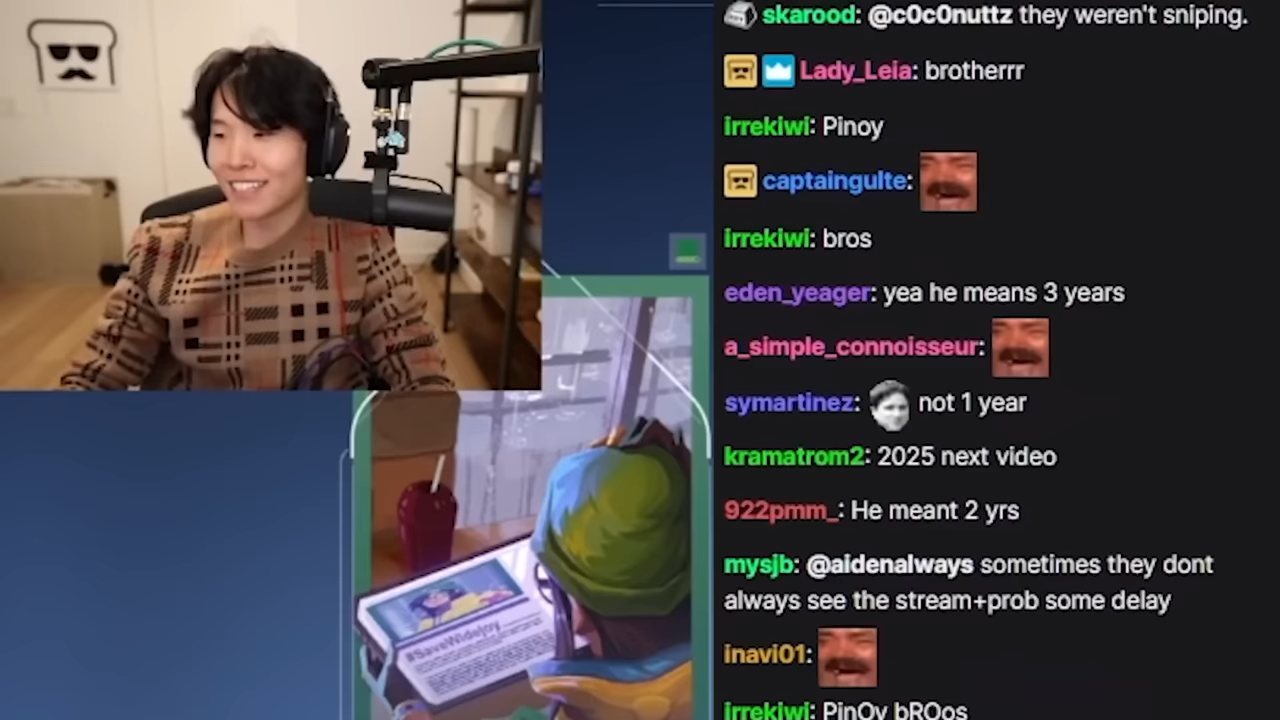 skarood: @c0c0nuttz they weren't sniping.
Lady_Leia: brotherrr
irrekiwi: Pinoy
captaingulte:
irrekiwi: bros
eden_yeager: yea he means 3 years
a_simple_connoisseur:
symartinez: not 1 year
kramatrom2: 2025 next video
922pmm_: He meant 2 yrs
mysjb: @aidenalways sometimes they dont
always see the stream+prob some delay
#SaveWidejoy
inavi01:
irrekiwi: PinOy bROos